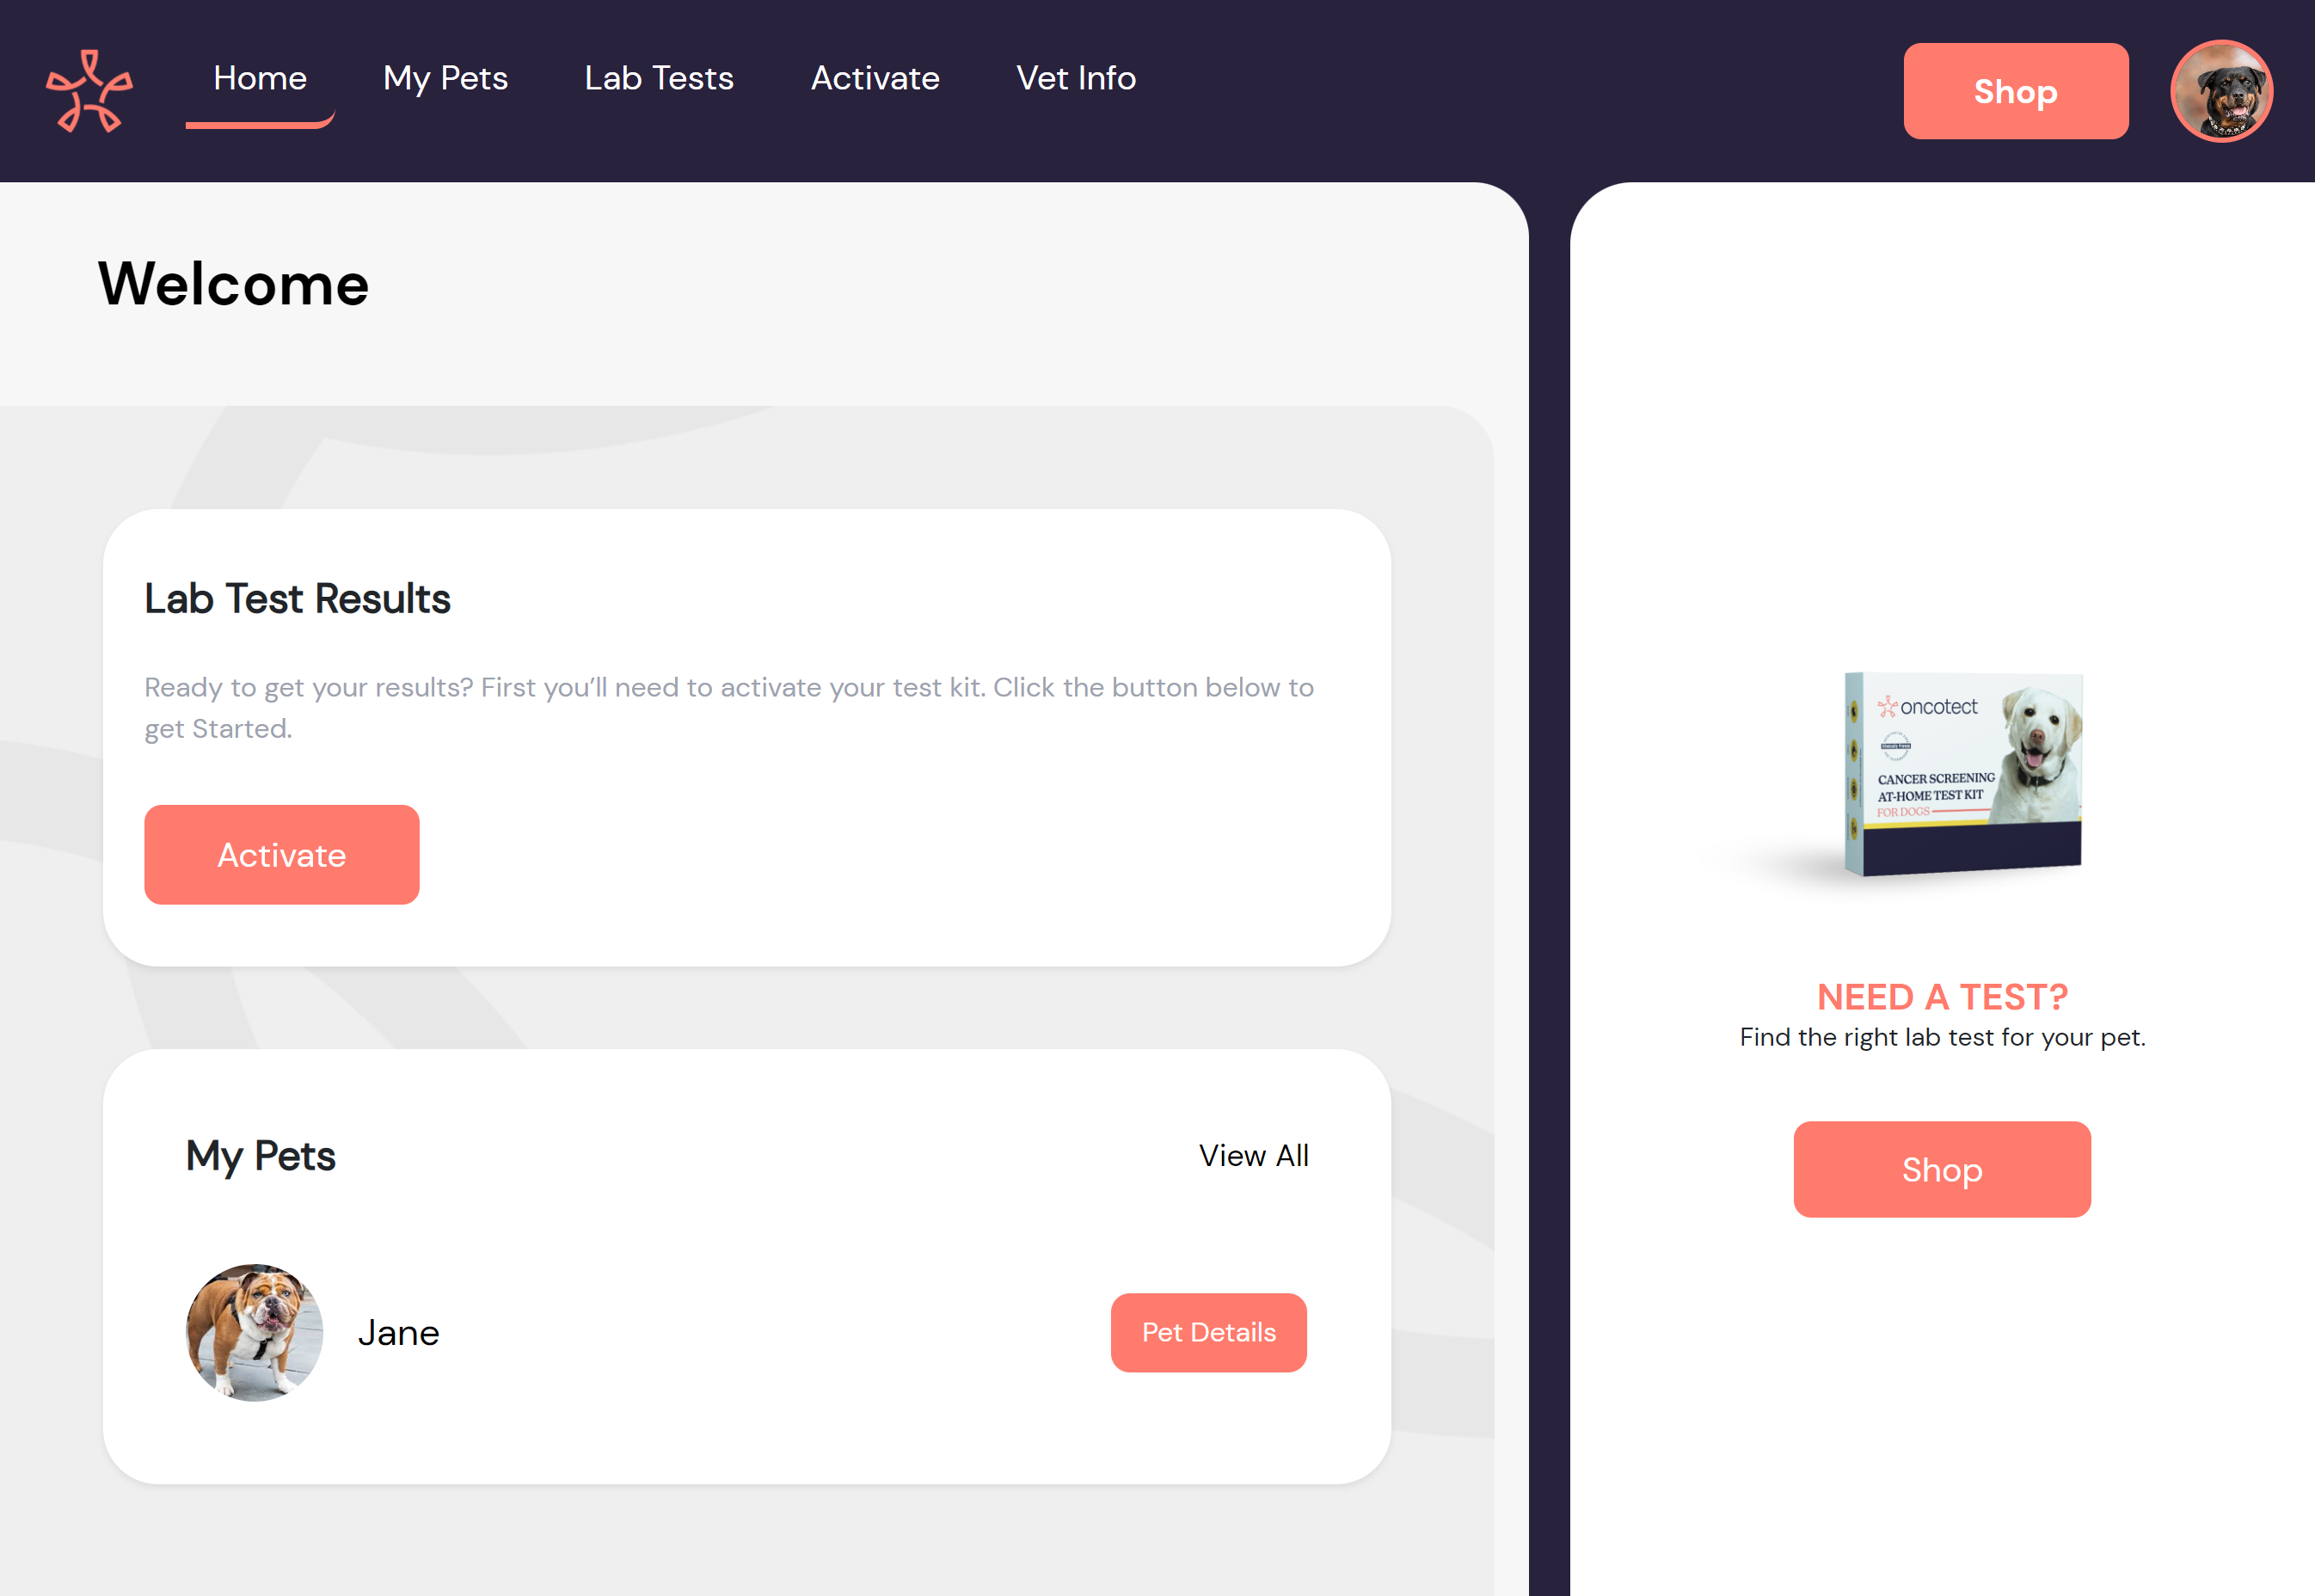 Home
My Pets
Lab Tests
Activate
Vet Info
Shop
Welcome
Lab Test Results
Ready to get your results? First you’ll need to activate your test kit. Click the button below to
get Started.
Activate
My Pets
View All
Jane
Pet Details
oncotect
CANCER SCREENING
AT-HOME TEST KIT
FOR DOGS
NEED A TEST?
Find the right lab test for your pet.
Shop